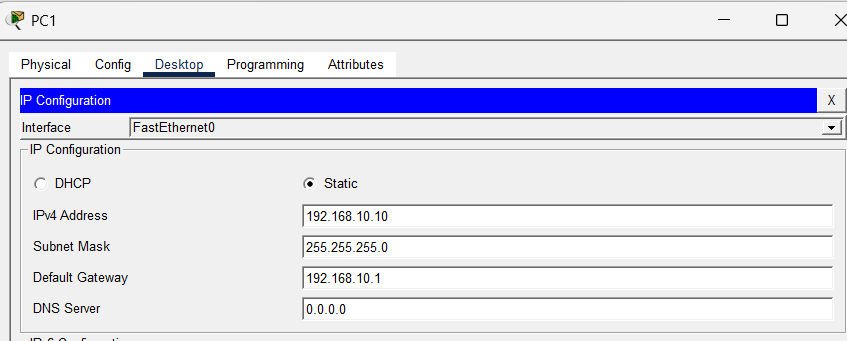 PC1
Physical Config Desktop Programming Attributes
IP Configuration X
Interface FastEthernet0
IP Configuration
DHCP Static
IPv4 Address 192.168.10.10
Subnet Mask 255.255.255.0
Default Gateway 192.168.10.1
DNS Server 0.0.0.0